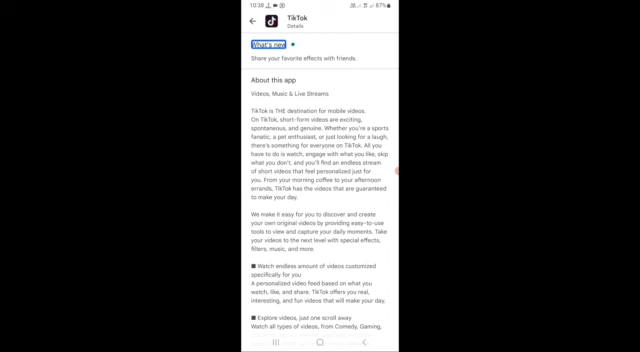 10:38 87%
TikTok
Details
What's new
Share your favorite effects with friends.
About this app
Videos, Music & Live Streams
TikTok is THE destination for mobile videos.
On TikTok, short-form videos are exciting,
spontaneous, and genuine. Whether you're a sports
fanatic, a pet enthusiast, or just looking for a laugh,
there's something for everyone on TikTok. All you
have to do is watch, engage with what you like, skip
what you don't, and you'll find an endless stream
of short videos that feel personalized just for
you. From your morning coffee to your afternoon
errands, TikTok has the videos that are guaranteed
to make your day.
We make it easy for you to discover and create
your own original videos by providing easy-to-use
tools to view and capture your daily moments. Take
your videos to the next level with special effects,
filters, music, and more.
■ Watch endless amount of videos customized
specifically for you
A personalized video feed based on what you
watch, like, and share. TikTok offers you real,
interesting, and fun videos that will make your day.
■ Explore videos, just one scroll away
Watch all types of videos, from Comedy, Gaming,